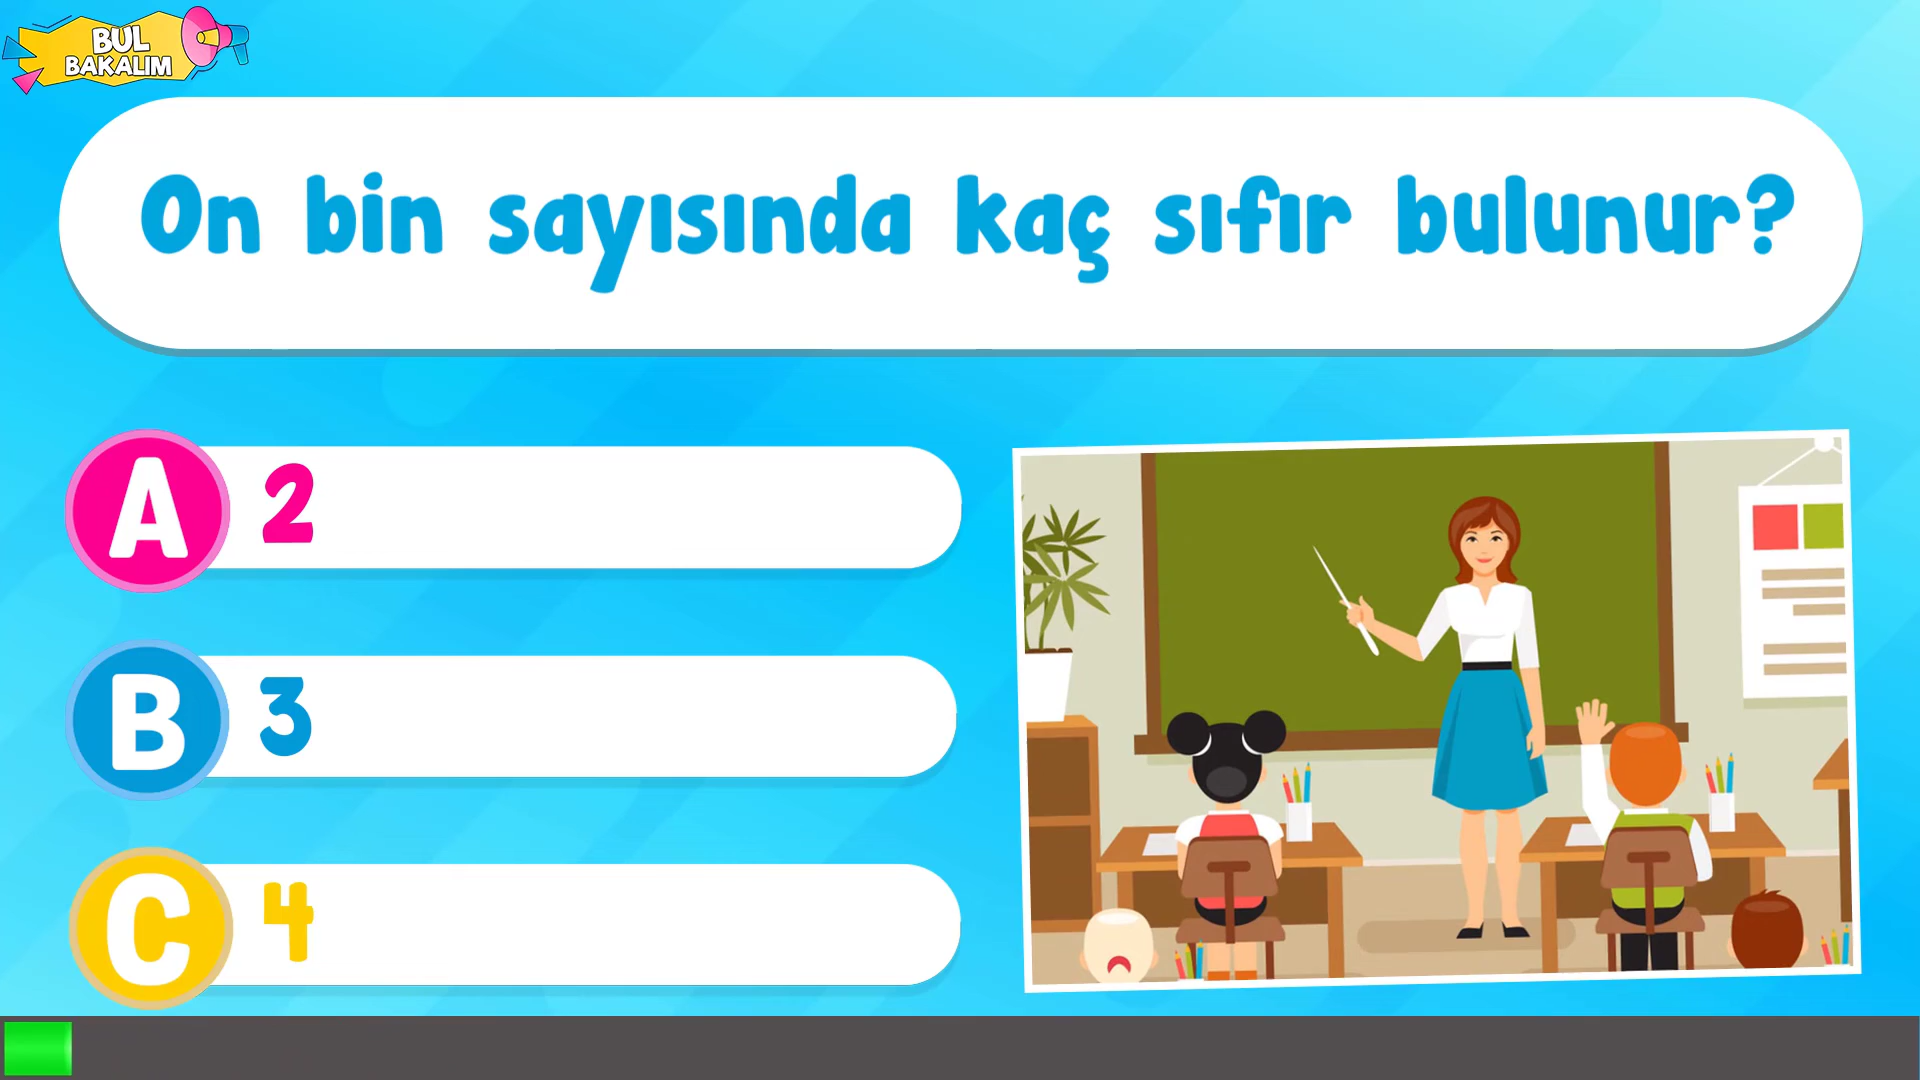 BUL
BAKALIM
On bin sayısında kaç sıfır bulunur?
A 2
B 3
C 4